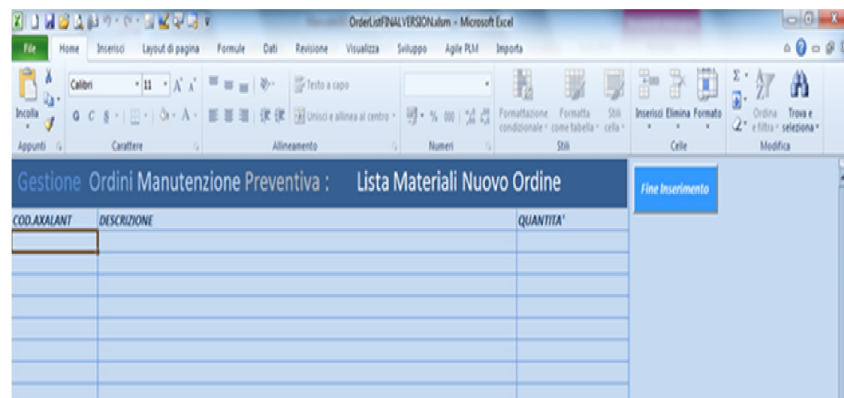 OrderListFINALVERSION.xlsm - Microsoft Excel
File Home Inserisci Layout di pagina Formule Dati Revisione Visualizza Sviluppo Agile PLM Importa
Calibri 11 A A Testo a capo
Incolla G C S A Unisci e allinea al centro % 000 Formattazione condizionale Formatta come tabella Stili cella Inserisci Elimina Formato Σ Ordina e filtra Trova e seleziona
Appunti Carattere Allineamento Numeri Stili Celle Modifica
Gestione Ordini Manutenzione Preventiva : Lista Materiali Nuovo Ordine
Fine Inserimento
COD.AXALANT DESCRIZIONE QUANTITA'